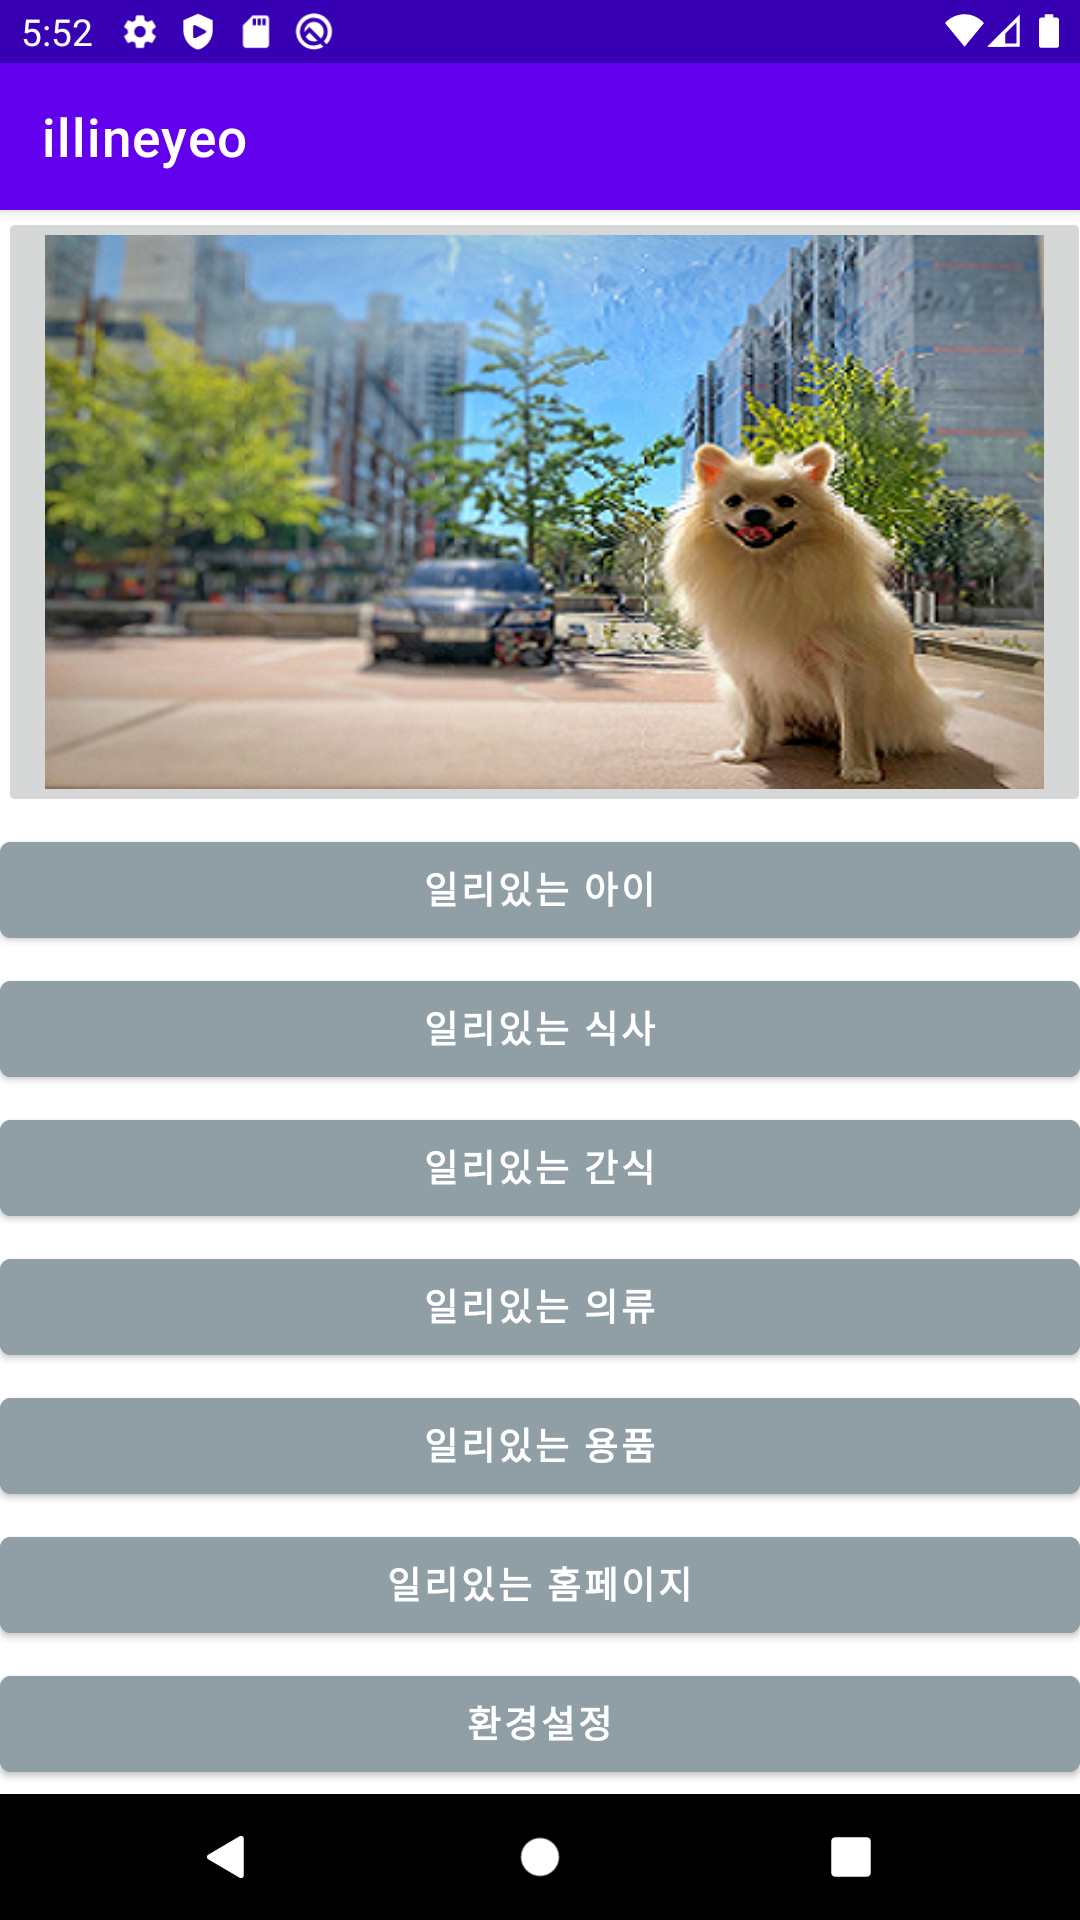 5:52
illineyeo
일리있는 아이
일리있는 식사
일리있는 간식
일리있는 의류
일리있는 용품
일리있는 홈페이지
환경설정